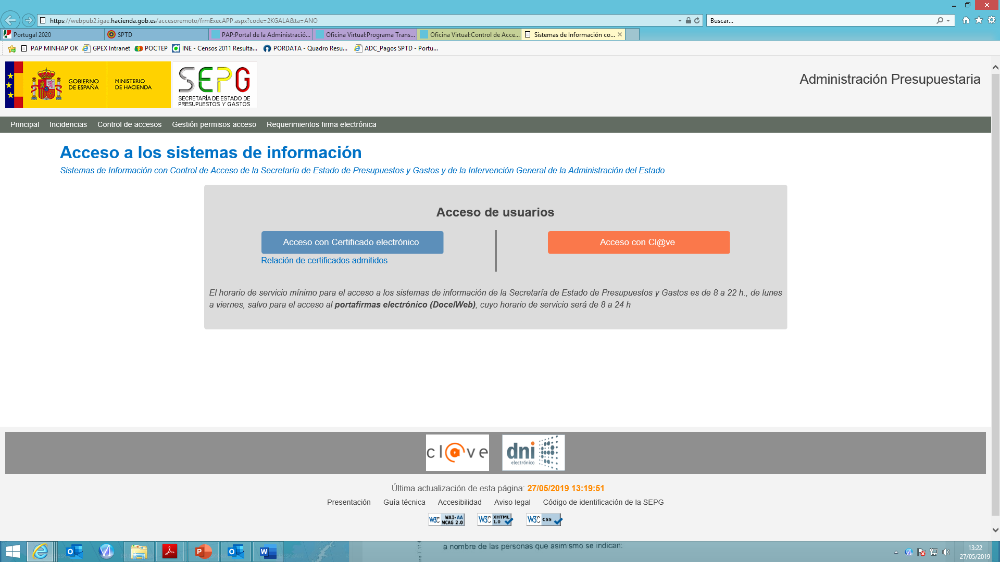 https://webpub2.igae.hacienda.gob.es/accesoremoto/frmExecAPP.aspx?code=2KGALA&ta=ANO
Buscar...
Portugal 2020
SPTD
PAP:Portal de la Administració...
Oficina Virtual:Programa Trans...
Oficina Virtual:Control de Acce...
Sistemas de Información co...
PAP MINHAP OK
GPEX Intranet
POCTEP
INE - Censos 2011 Resulta...
PORDATA - Quadro Resu...
ADC_Pagos SPTD - Portu...
GOBIERNO
DE ESPAÑA
MINISTERIO
DE HACIENDA
SEPG
SECRETARÍA DE ESTADO DE
PRESUPUESTOS Y GASTOS
Administración Presupuestaria
Principal
Incidencias
Control de accesos
Gestión permisos acceso
Requerimientos firma electrónica
Acceso a los sistemas de información
Sistemas de Información con Control de Acceso de la Secretaría de Estado de Presupuestos y Gastos y de la Intervención General de la Administración del Estado
Acceso de usuarios
Acceso con Certificado electrónico
Acceso con Cl@ve
Relación de certificados admitidos
El horario de servicio mínimo para el acceso a los sistemas de información de la Secretaría de Estado de Presupuestos y Gastos es de 8 a 22 h., de lunes
a viernes, salvo para el acceso al portafirmas electrónico (DocelWeb), cuyo horario de servicio será de 8 a 24 h
cl@ve
dni
electrónico
Última actualización de esta página: 27/05/2019 13:19:51
Presentación
Guía técnica
Accesibilidad
Aviso legal
Código de identificación de la SEPG
W3C WAI-AA
WCAG 2.0
W3C XHTML
1.0
W3C CSS
a nombre de las personas que asimismo se indican:
13:22
27/05/2019